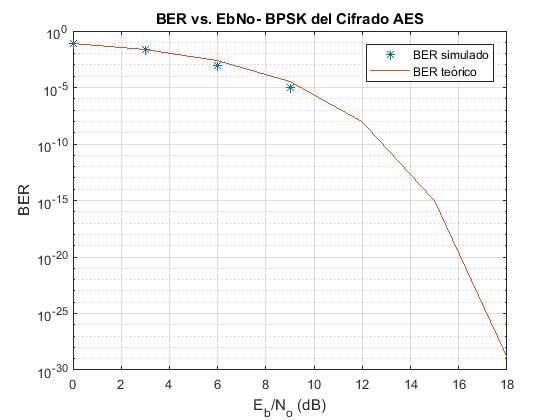 BER vs. EbNo- BPSK del Cifrado AES
BER simulado
BER teórico
10^0
10^-5
10^-10
10^-15
10^-20
10^-25
10^-30
BER
0 2 4 6 8 10 12 14 16 18
E_b/N_o (dB)